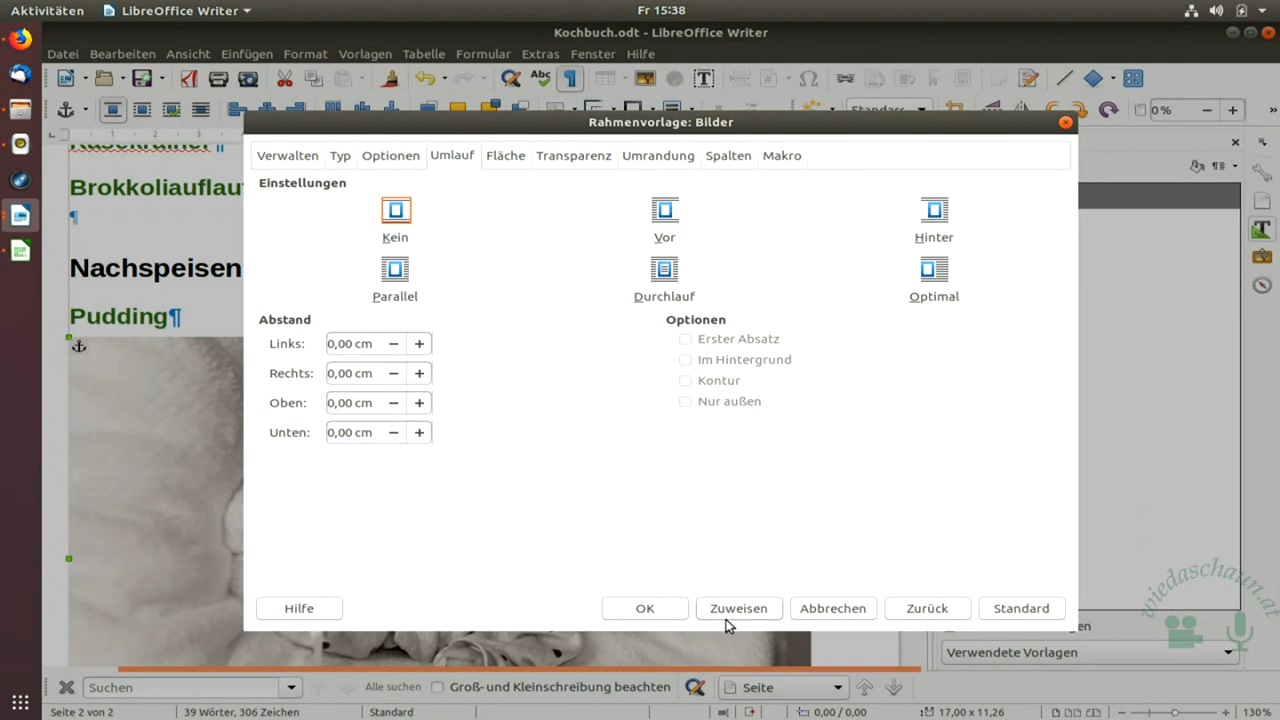 Aktivitäten LibreOffice Writer Fr 15:38
Kochbuch.odt - LibreOffice Writer
Datei Bearbeiten Ansicht Einfügen Format Vorlagen Tabelle Formular Extras Fenster Hilfe
Abc
0%
Rahmenvorlage: Bilder
1 2 3
Verwalten Typ Optionen Umlauf Fläche Transparenz Umrandung Spalten Makro
Einstellungen
Kein Vor Hinter
Parallel Durchlauf Optimal
Abstand Optionen
Links: 0,00 cm Erster Absatz
Im Hintergrund
Rechts: 0,00 cm
Kontur
Oben: 0,00 cm Nur außen
Unten: 0,00 cm
Brokkoliauflau
¶
Nachspeisen
Pudding¶
Hilfe OK Zuweisen Abbrechen Zurück Standard
wiedaschaun.at
Verwendete Vorlagen
Suchen Alle suchen Groß- und Kleinschreibung beachten Seite
Seite 2 von 2 39 Wörter, 306 Zeichen Standard 0,00 / 0,00 17,00 x 11,26 130%